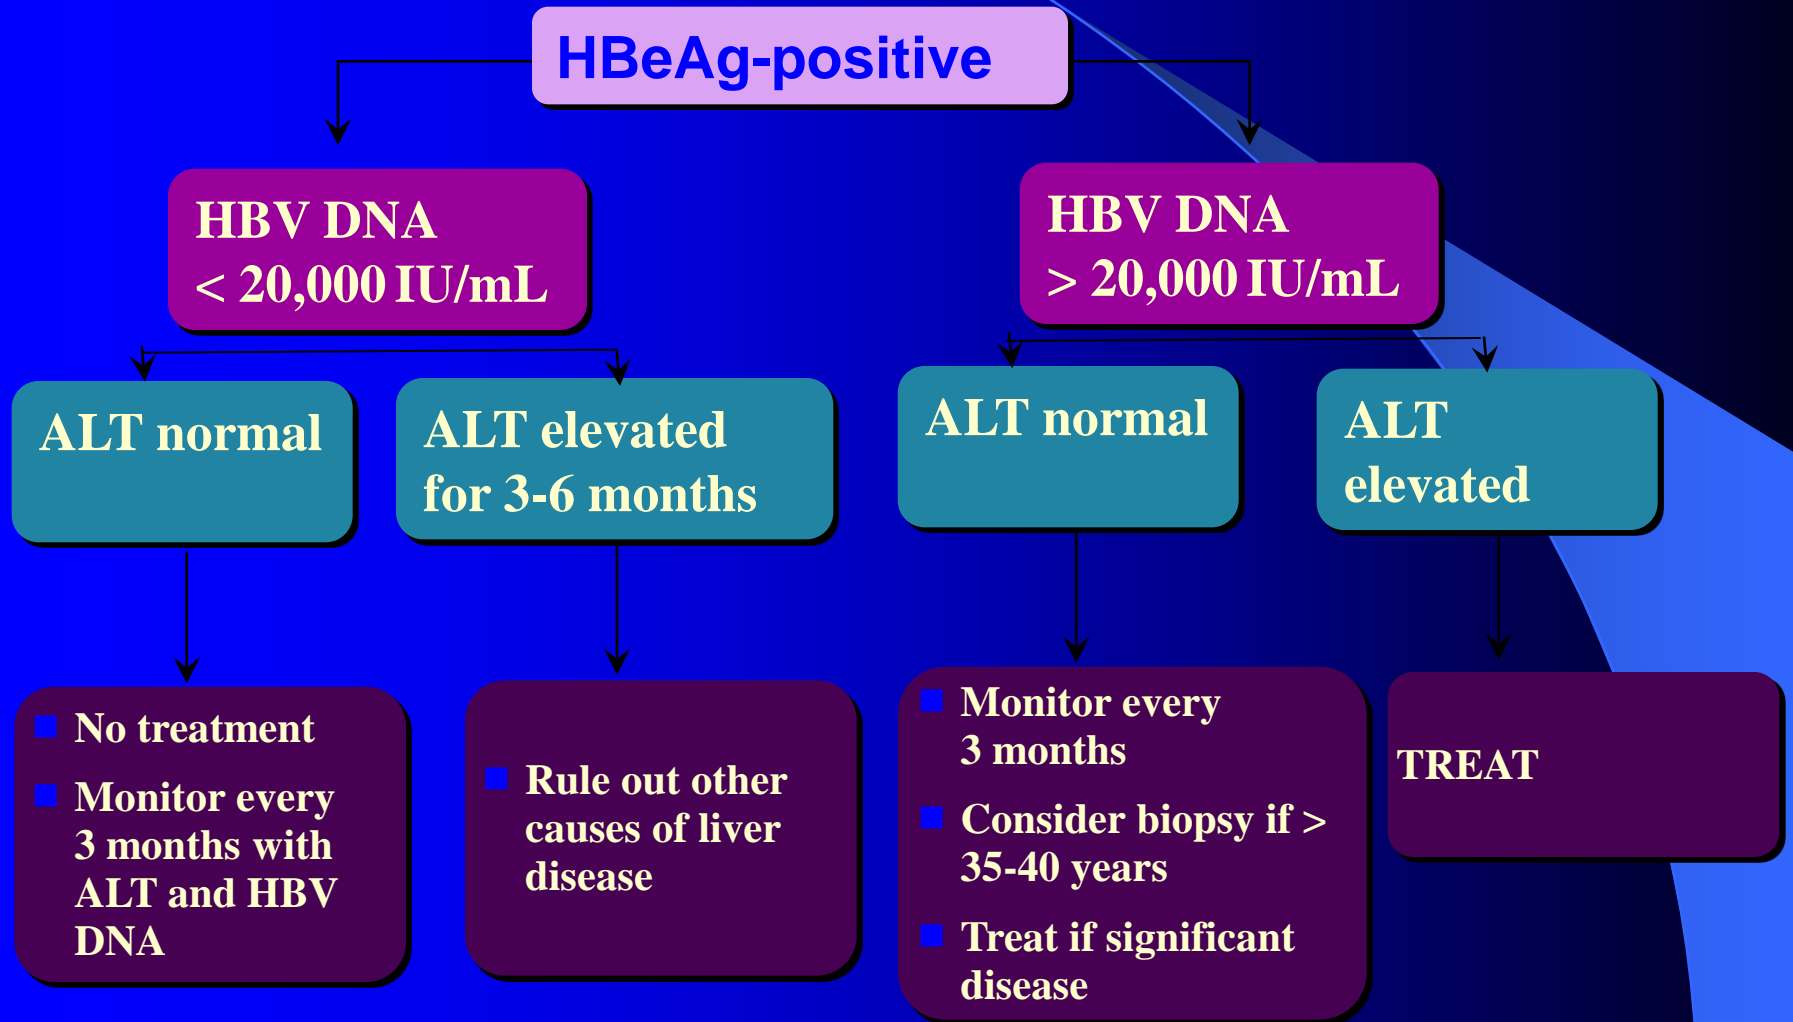 HBeAg-positive
HBV DNA
< 20,000 IU/mL
HBV DNA
> 20,000 IU/mL
ALT normal
ALT elevated
for 3-6 months
ALT normal
ALT
elevated
No treatment
Monitor every
3 months with
ALT and HBV
DNA
Rule out other
causes of liver
disease
Monitor every
3 months
Consider biopsy if >
35-40 years
Treat if significant
disease
TREAT